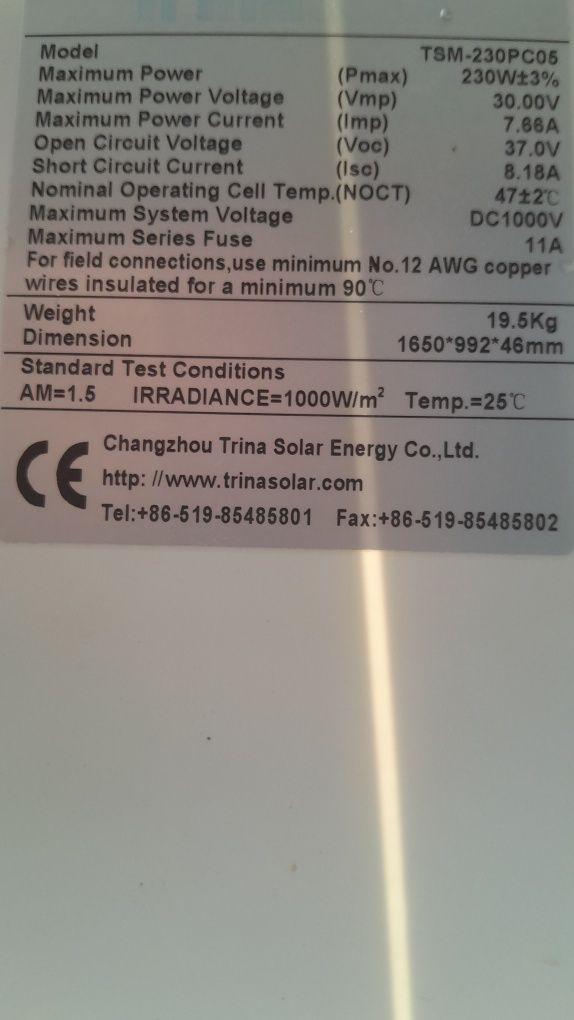 Model TSM-230PC05
Maximum Power (Pmax) 230W±3%
Maximum Power Voltage (Vmp) 30.00V
Maximum Power Current (Imp) 7.66A
Open Circuit Voltage (Voc) 37.0V
Short Circuit Current (Isc) 8.18A
Nominal Operating Cell Temp.(NOCT) 47±2℃
Maximum System Voltage DC1000V
Maximum Series Fuse 11A
For field connections,use minimum No.12 AWG copper
wires insulated for a minimum 90℃
Weight 19.5Kg
Dimension 1650*992*46mm
Standard Test Conditions
AM=1.5 IRRADIANCE=1000W/m² Temp.=25℃
CE
Changzhou Trina Solar Energy Co.,Ltd.
http: //www.trinasolar.com
Tel:+86-519-85485801 Fax:+86-519-85485802